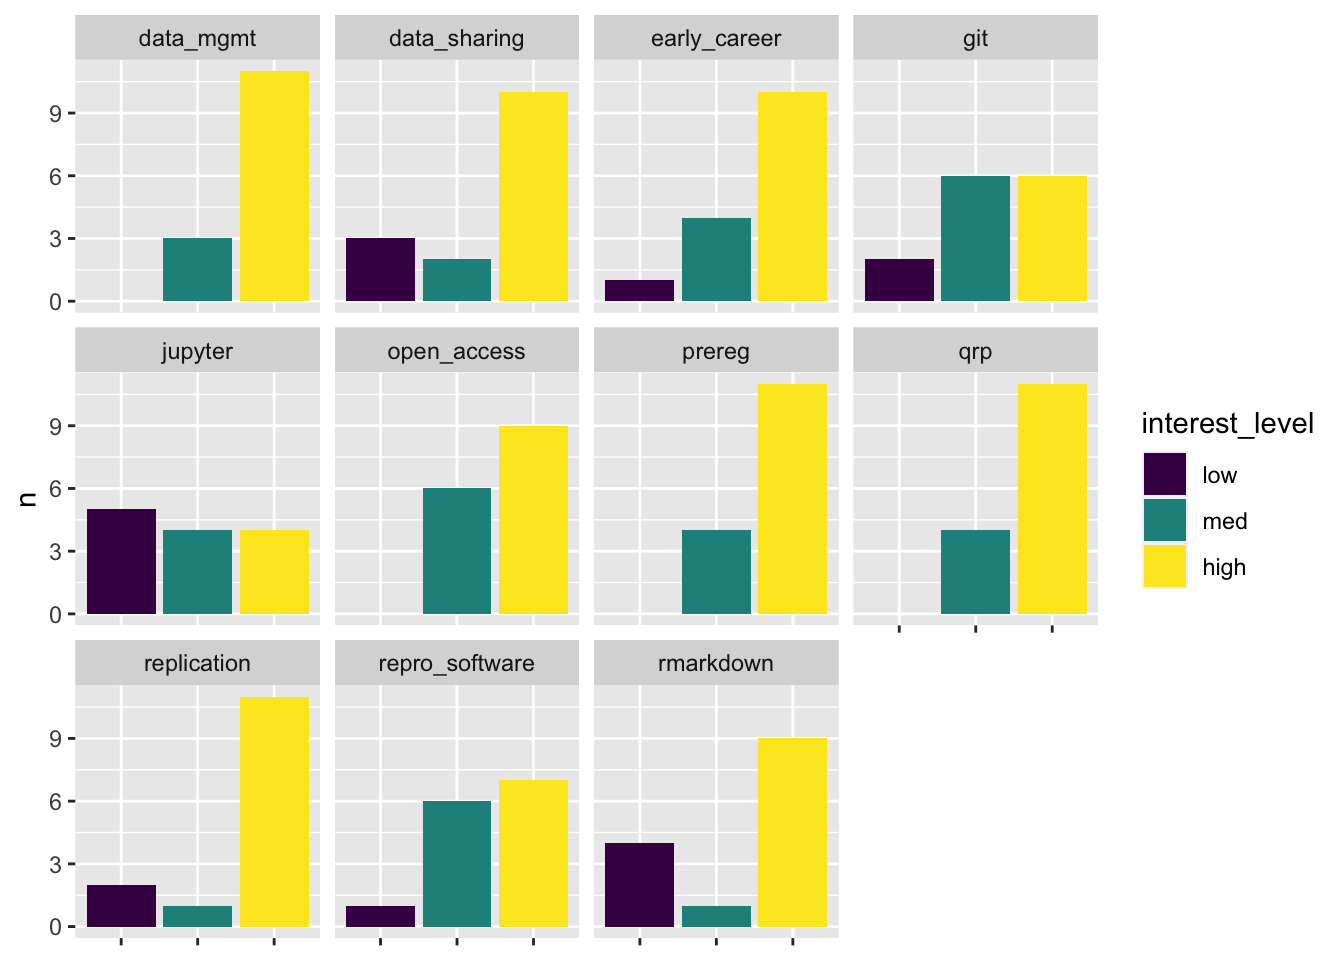 data_mgmt data_sharing early_career git
9
6
3
0
jupyter open_access prereg qrp
9
6
3
0
replication repro_software rmarkdown
9
6
3
0
n
interest_level
low
med
high